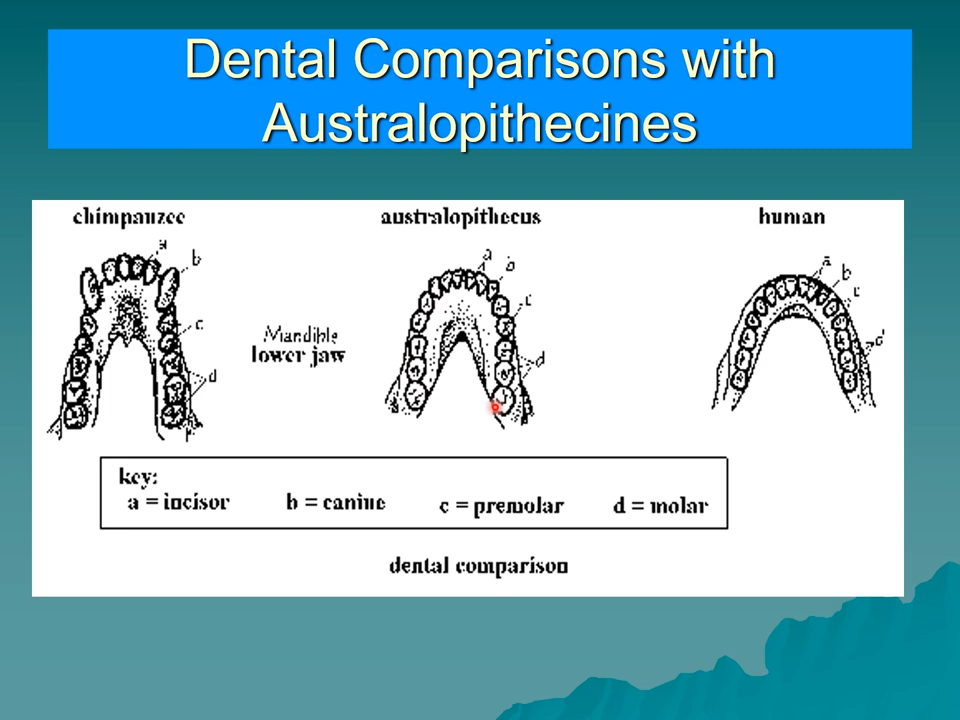 Dental Comparisons with
Australopithecines
chimpanzee australopithecus human
a b c d
Mandible
lower jaw
a b c d
a b c d
key:
a = incisor b = canine c = premolar d = molar
dental comparison